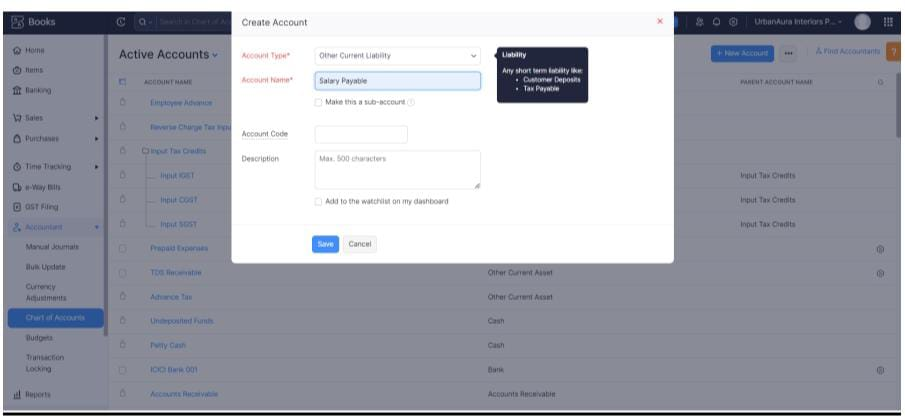 Books
Search in Chart of Acc
Create Account
×
UrbanAura Interiors P...
Home
Items
Banking
Sales
Purchases
Time Tracking
e-Way Bills
GST Filing
Accountant
Manual Journals
Bulk Update
Currency
Adjustments
Chart of Accounts
Budgets
Transaction
Locking
Reports
Active Accounts
+ New Account
Find Accountants
?
ACCOUNT NAME
PARENT ACCOUNT NAME
Employee Advance
Reverse Charge Tax Inpu
Input Tax Credits
Input IGST
Input Tax Credits
Input CGST
Input Tax Credits
Input SGST
Input Tax Credits
Prepaid Expenses
TDS Receivable
Other Current Asset
Advance Tax
Other Current Asset
Undeposited Funds
Cash
Petty Cash
Cash
ICICI Bank 001
Bank
Accounts Receivable
Accounts Receivable
Account Type*
Other Current Liability
Account Name*
Salary Payable
Make this a sub-account
Account Code
Description
Max. 500 characters
Add to the watchlist on my dashboard
Save
Cancel
Liability
Any short term liability like:
• Customer Deposits
• Tax Payable